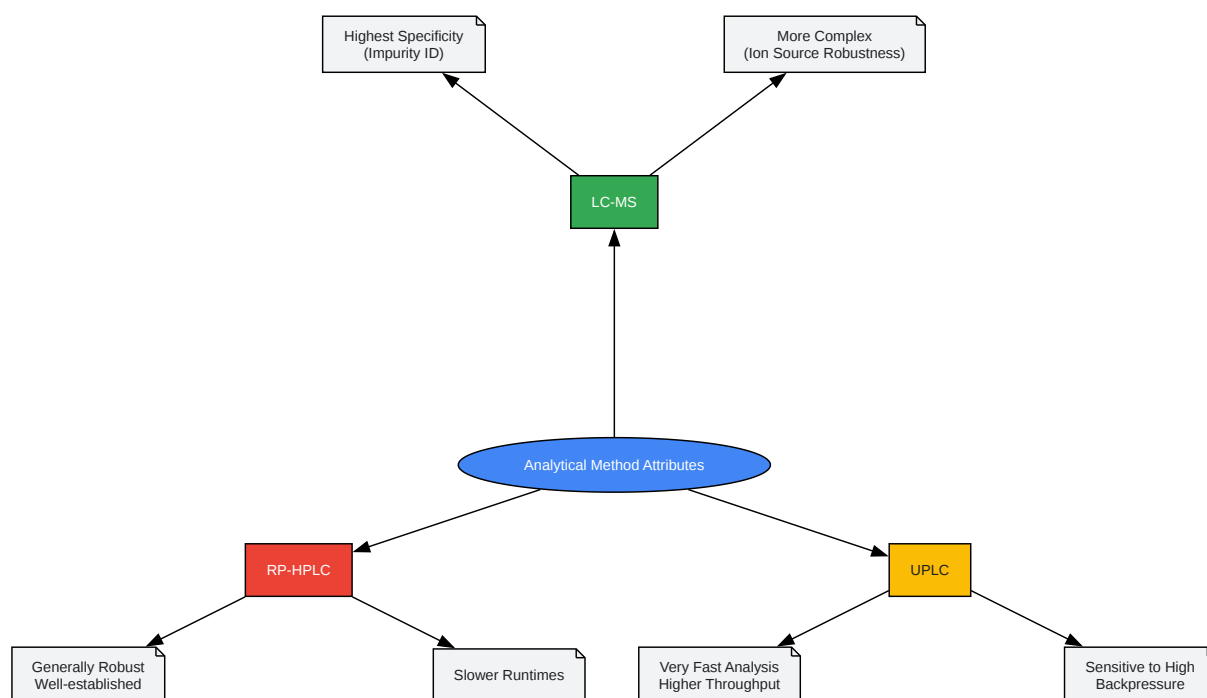 Highest Specificity
(Impurity ID)
More Complex
(Ion Source Robustness)
LC-MS
Analytical Method Attributes
RP-HPLC
UPLC
Generally Robust
Well-established
Slower Runtimes
Very Fast Analysis
Higher Throughput
Sensitive to High
Backpressure